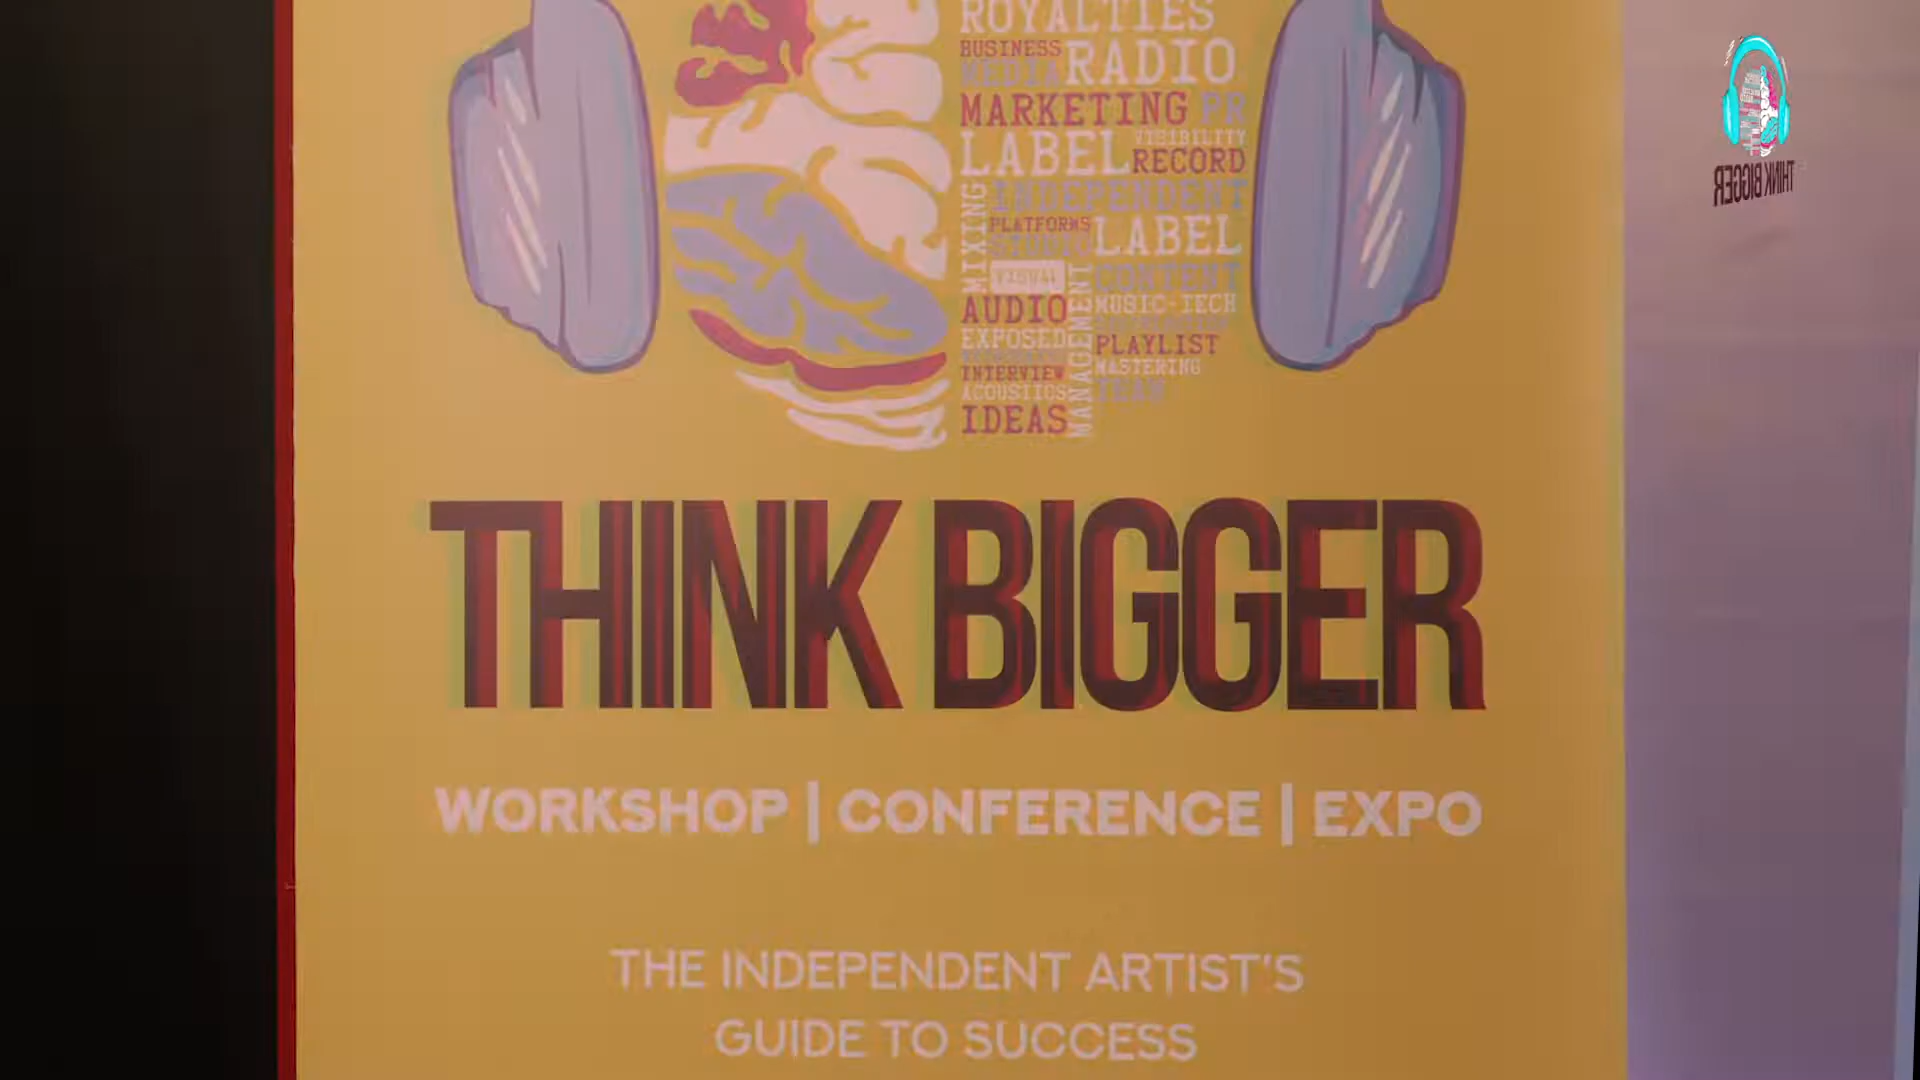 ROYALTIES
BUSINESS
MEDIA
RADIO
MARKETING PR
LABEL
VISIBILITY
RECORD
MIXING
INDEPENDENT
PLATFORMS
STUDIO
LABEL
VISUAL
CONTENT
AUDIO
MANAGEMENT
MUSIC-TECH
EXPOSED
PLAYLIST
INTERVIEW
MASTERING
ACOUSTICS
TEAM
IDEAS
THINK BIGGER
WORKSHOP | CONFERENCE | EXPO
THE INDEPENDENT ARTIST'S
GUIDE TO SUCCESS
THINK BIGGER